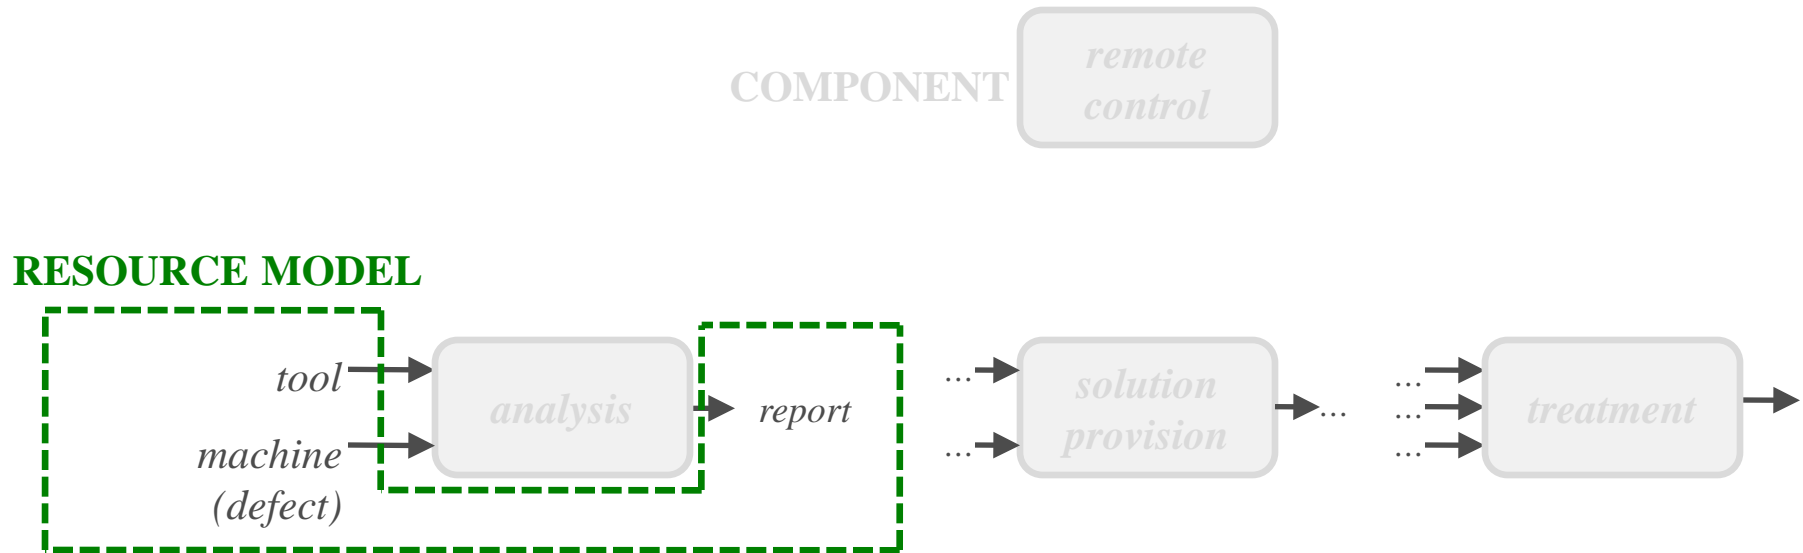 remote
control
COMPONENT
RESOURCE MODEL
tool
machine
(defect)
analysis
report
...
...
solution
provision
...
...
...
...
treatment